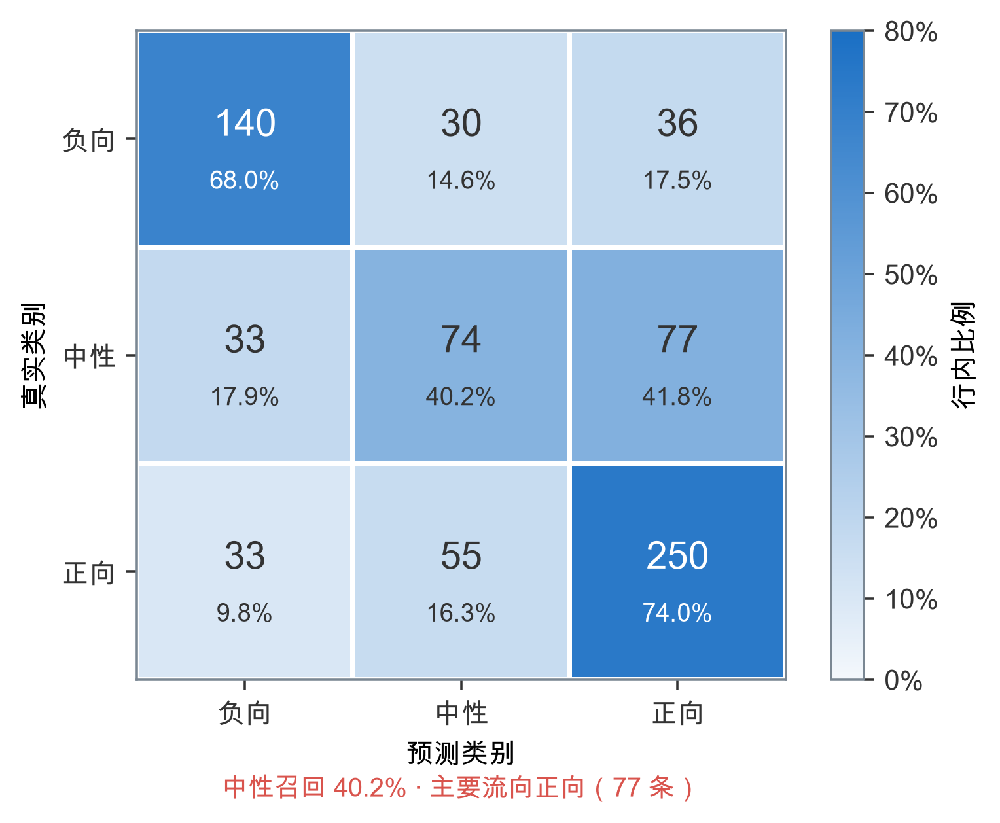 80%
70%
60%
50%
40%
30%
20%
10%
0%
行内比例
真实类别
负向
140
30
36
68.0%
14.6%
17.5%
中性
33
74
77
17.9%
40.2%
41.8%
正向
33
55
250
9.8%
16.3%
74.0%
负向
中性
正向
预测类别
中性召回 40.2% · 主要流向正向 ( 77 条 )